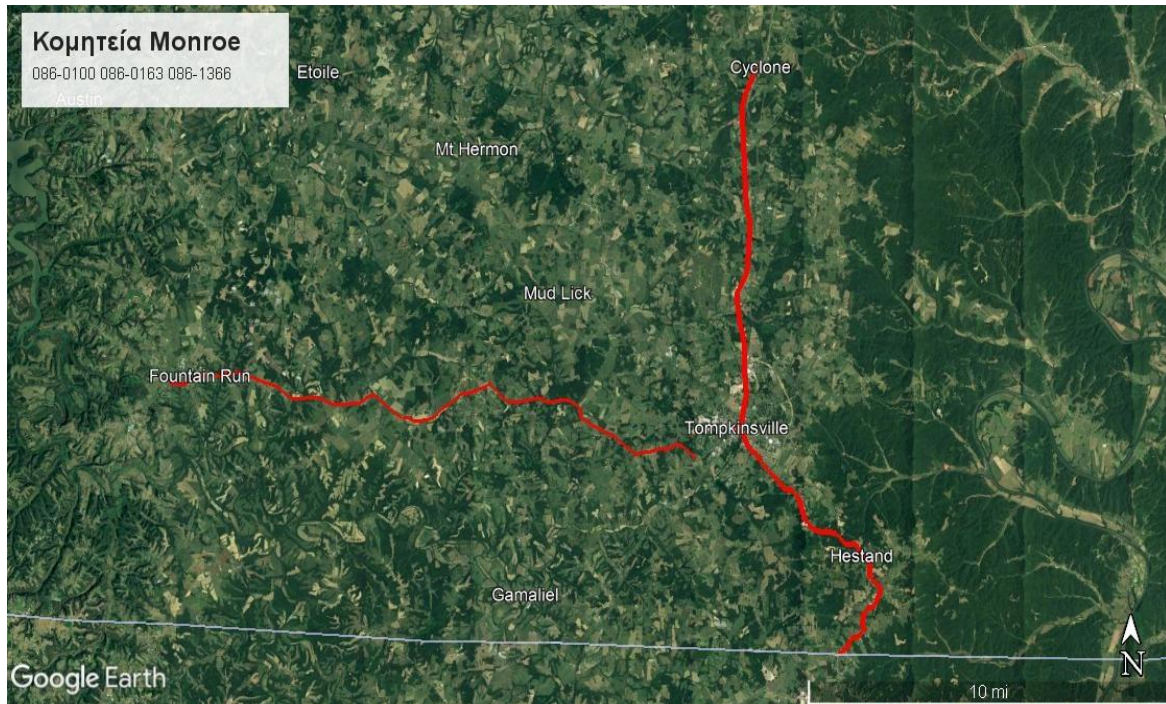 Κομητεία Monroe
086-0100 086-0163 086-1366
Austin
Etoile
Cyclone
Mt Hermon
Mud Lick
Fountain Run
Tompkinsville
Hestand
Gamaliel
N
Google Earth
10 mi